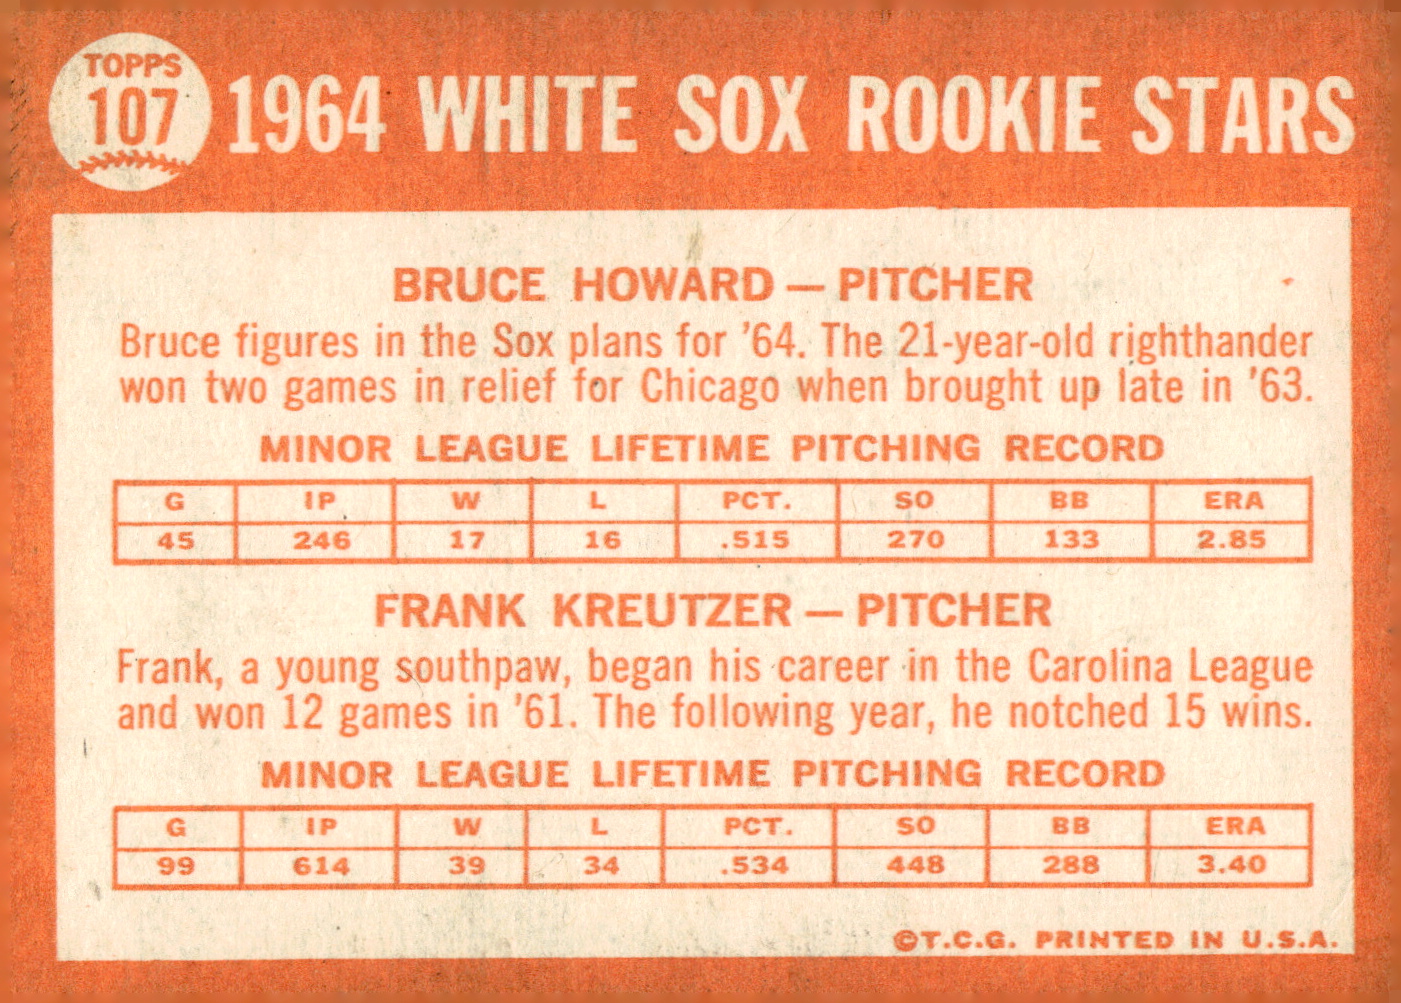 TOPPS
107
1964 WHITE SOX ROOKIE STARS
BRUCE HOWARD — PITCHER
Bruce figures in the Sox plans for '64. The 21-year-old righthander
won two games in relief for Chicago when brought up late in '63.
MINOR LEAGUE LIFETIME PITCHING RECORD
G IP W L PCT. SO BB ERA
45 246 17 16 .515 270 133 2.85
FRANK KREUTZER — PITCHER
Frank, a young southpaw, began his career in the Carolina League
and won 12 games in '61. The following year, he notched 15 wins.
MINOR LEAGUE LIFETIME PITCHING RECORD
G IP W L PCT. SO BB ERA
99 614 39 34 .534 448 288 3.40
©T.C.G. PRINTED IN U.S.A.